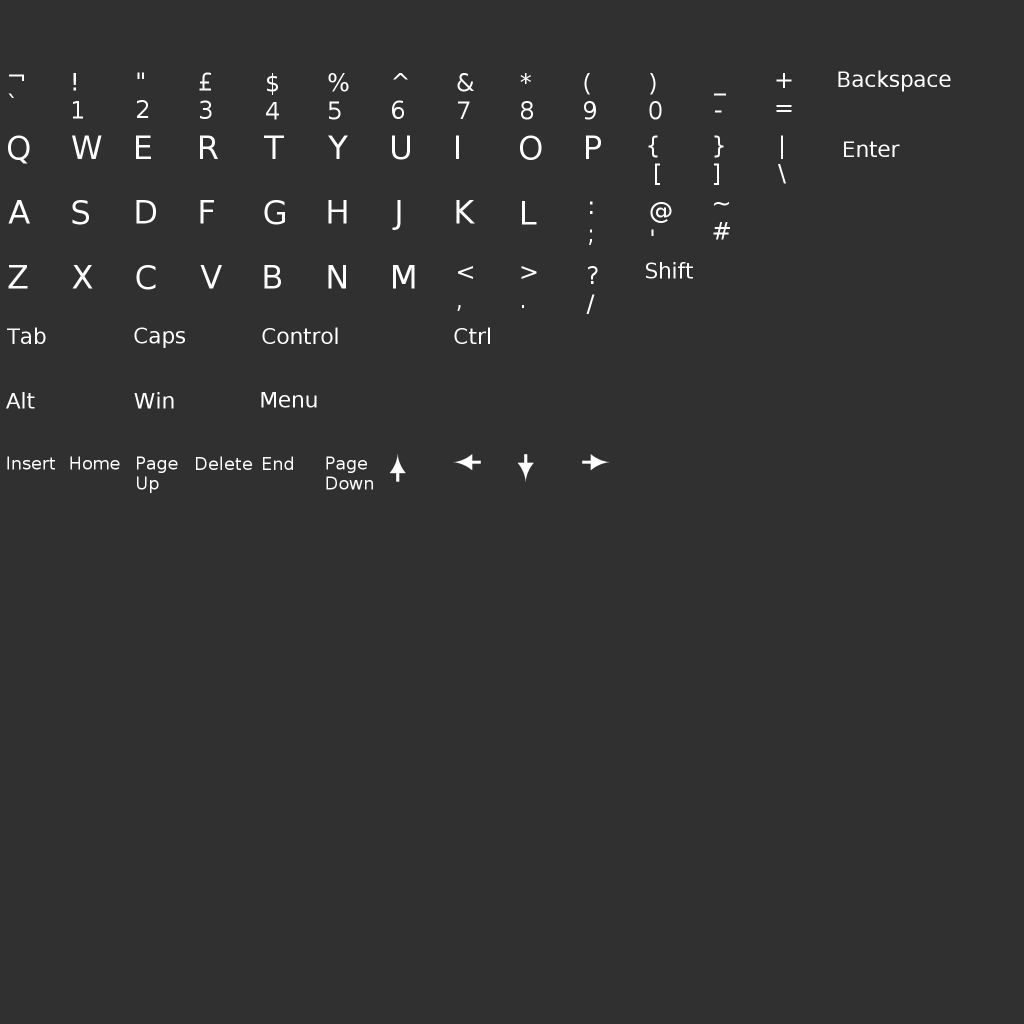 ¬ ! " £ $ % ^ & * ( ) _ + Backspace
` 1 2 3 4 5 6 7 8 9 0 - =
Q W E R T Y U I O P { } | Enter
[ ] \
A S D F G H J K L : @ ~
; ' #
Z X C V B N M < > ? Shift
, . /
Tab Caps Control Ctrl
Alt Win Menu
Insert Home Page Delete End Page
Up Down